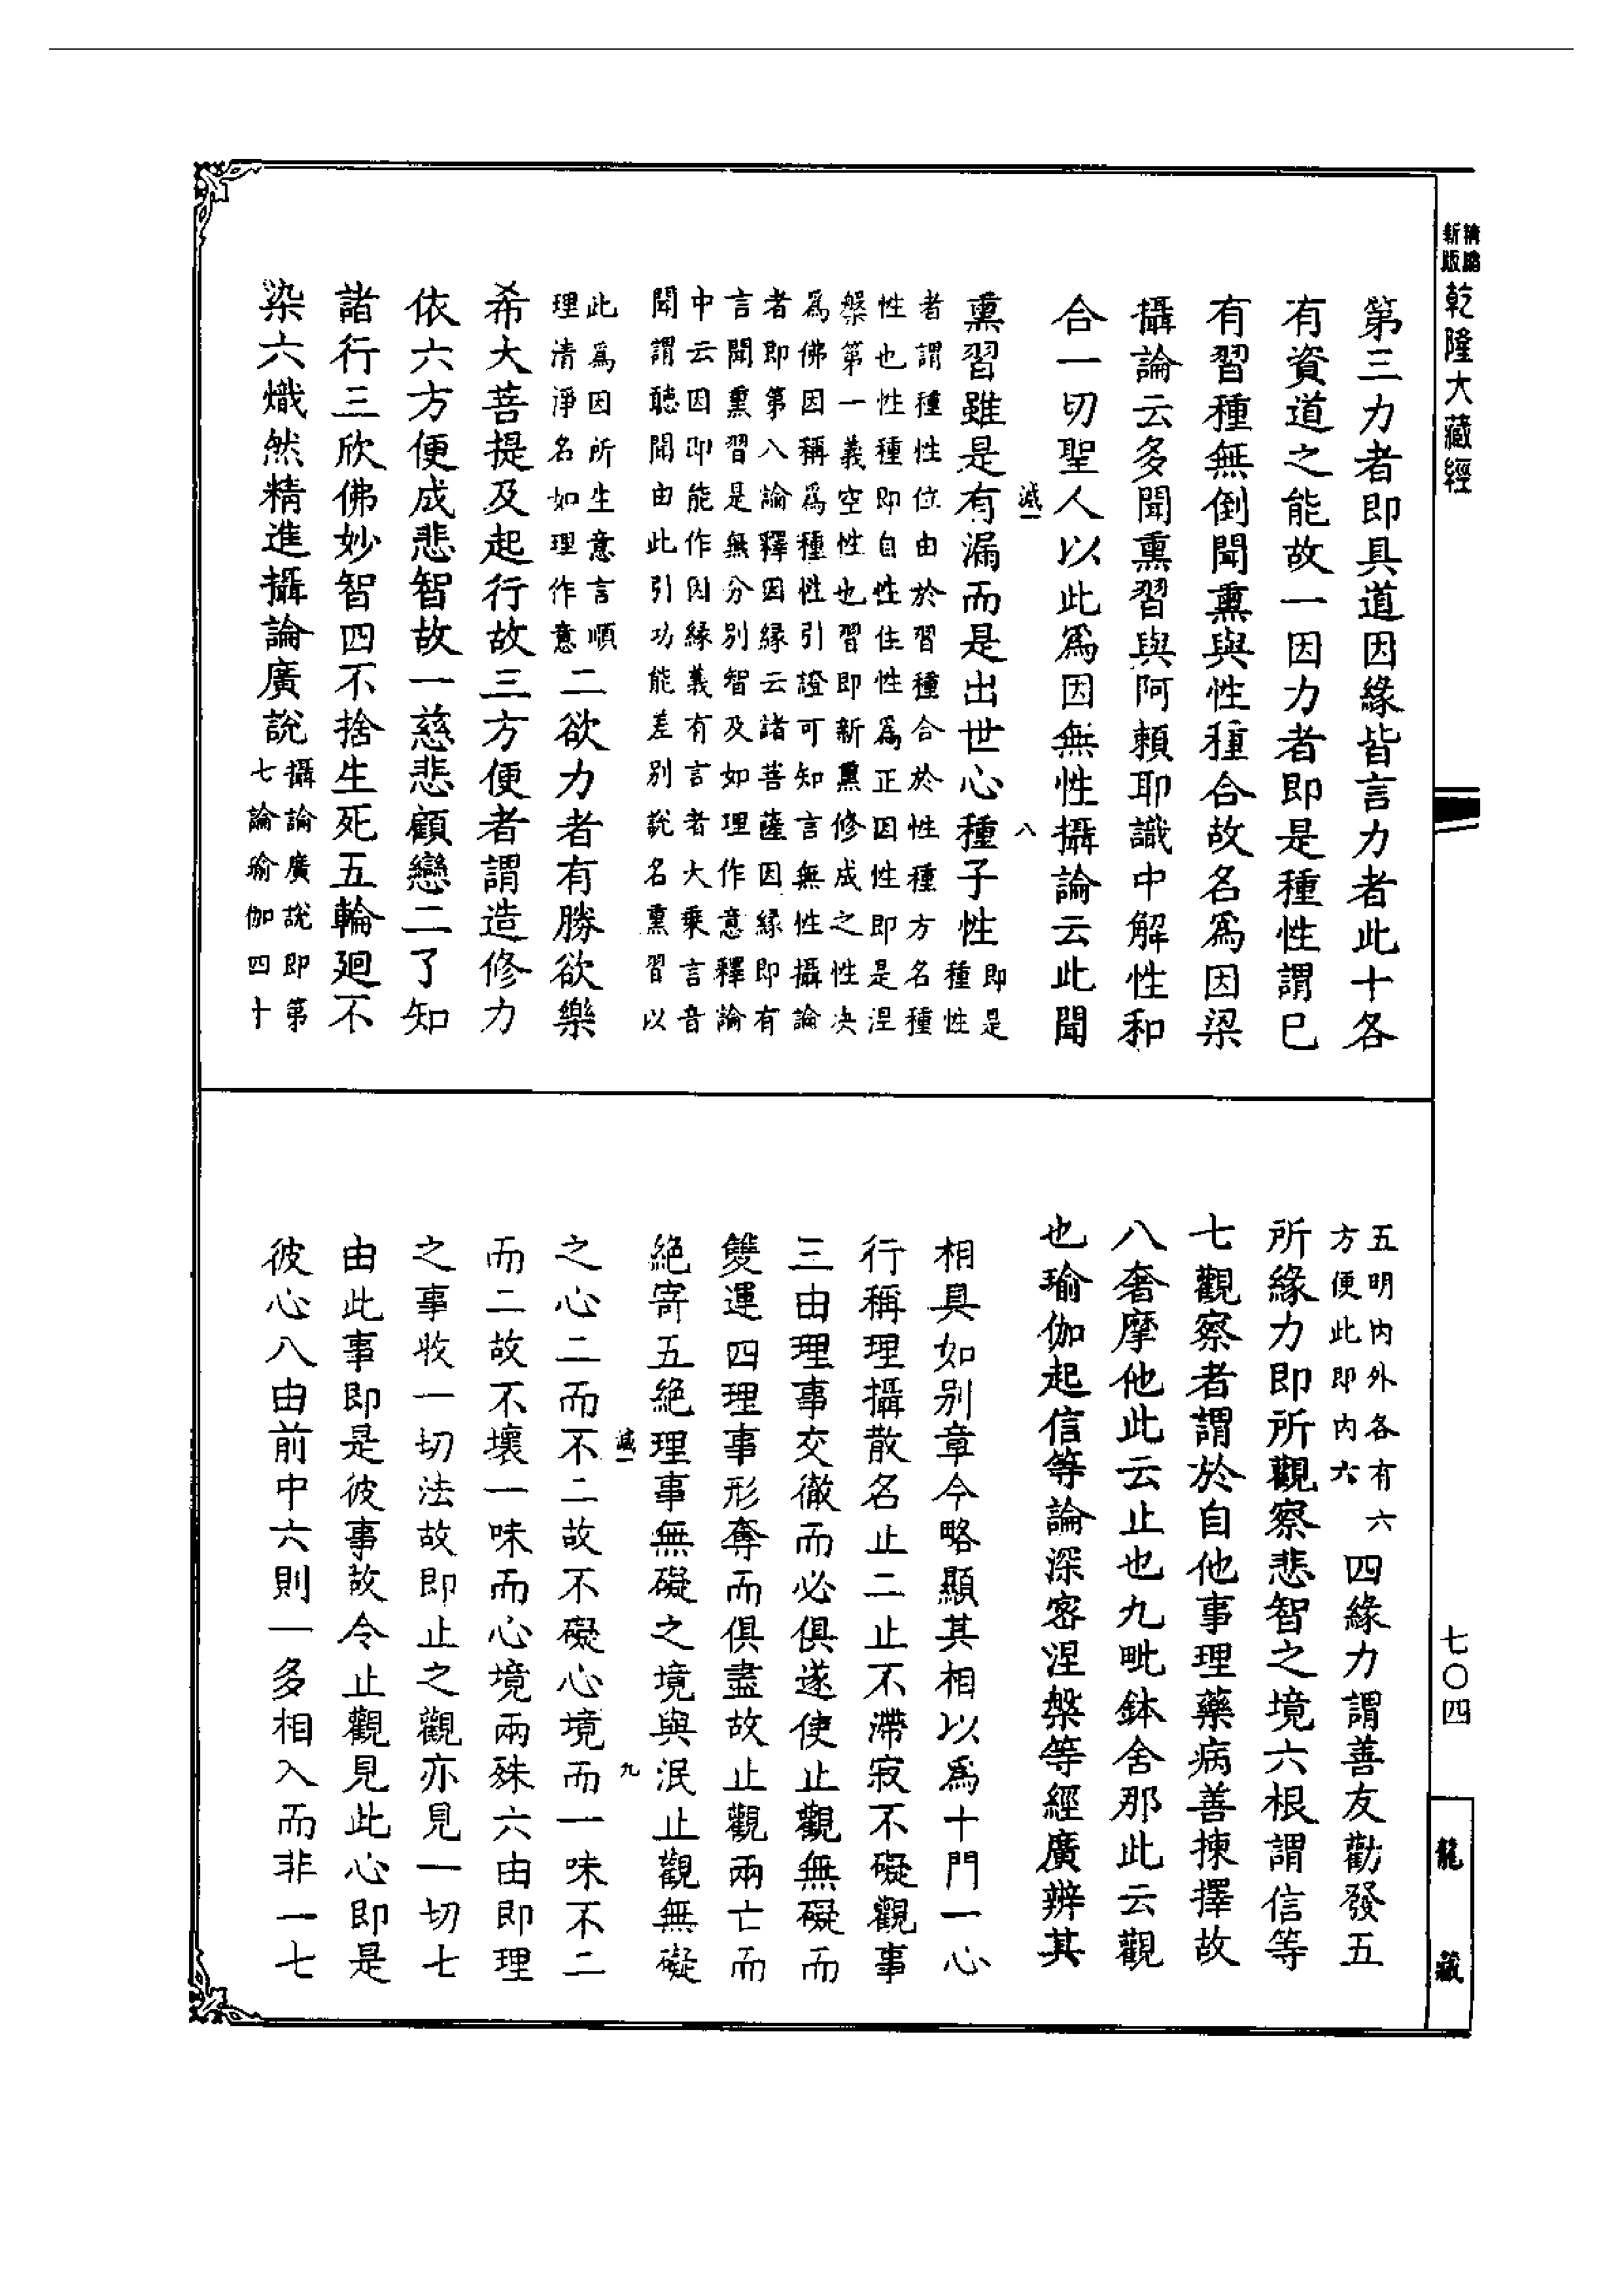 精縮
新版
乾隆大藏經
第三力者即具道因緣皆言力者此十各
有資道之能故一因力者即是種性謂已
有習種無倒聞熏與性種合故名為因梁
攝論云多聞熏習與阿賴耶識中解性和
合一切聖人以此為因無性攝論云此聞
減一
八
熏習雖是有漏而是出世心種子性即是
種性
者謂種性位由於習種合於性種方名種
性也性種即自性住性為正因性即是涅
槃第一義空性也習即新熏修成之性決
為佛因稱為種性引證可知言無性攝論
者即第八論釋因緣云諸菩薩因緣即有
言聞熏習是無分別智及如理作意釋論
中云因即能作因緣義有言者大乘言音
聞謂聽聞由此引功能差別說名熏習以
此為因所生意言順
理清淨名如理作意二欲力者有勝欲樂
希大菩提及起行故三方便者謂造修力
依六方便成悲智故一慈悲顧戀二了知
諸行三欣佛妙智四不捨生死五輪迴不
染六熾然精進攝論廣說攝論廣說即第
七論瑜伽四十
五明內外各有六
方便此即內六四緣力謂善友勸發五
所緣力即所觀察悲智之境六根謂信等
七觀察者謂於自他事理藥病善揀擇故
八奢摩他此云止也九毗鉢舍那此云觀
也瑜伽起信等論深密涅槃等經廣辨其
相具如別章今略顯其相以為十門一心
行稱理攝散名止二止不滯寂不礙觀事
三由理事交徹而必俱遂使止觀無礙而
雙運四理事形奪而俱盡故止觀兩亡而
絕寄五絕理事無礙之境與泯止觀無礙
減一
九
之心二而不二故不礙心境而一味不二
而二故不壞一味而心境兩殊六由即理
之事收一切法故即止之觀亦見一切七
由此事即是彼事故令止觀見此心即是
彼心八由前中六則一多相入而非一七
七〇四
龍藏